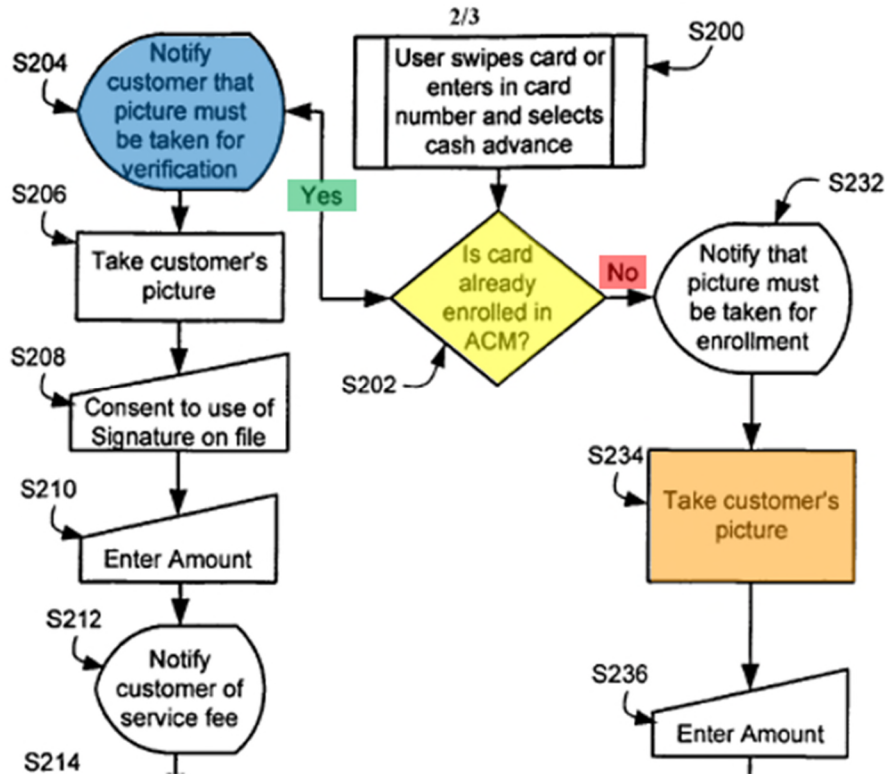 2/3
S200
User swipes card or
enters in card
number and selects
cash advance
S204
Notify
customer that
picture must
be taken for
verification
Yes
S206
Take customer's
picture
S208
Consent to use of
Signature on file
S210
Enter Amount
S212
Notify
customer of
service fee
S214
Is card
already
enrolled in
ACM?
S202
No
S232
Notify that
picture must
be taken for
enrollment
S234
Take customer's
picture
S236
Enter Amount